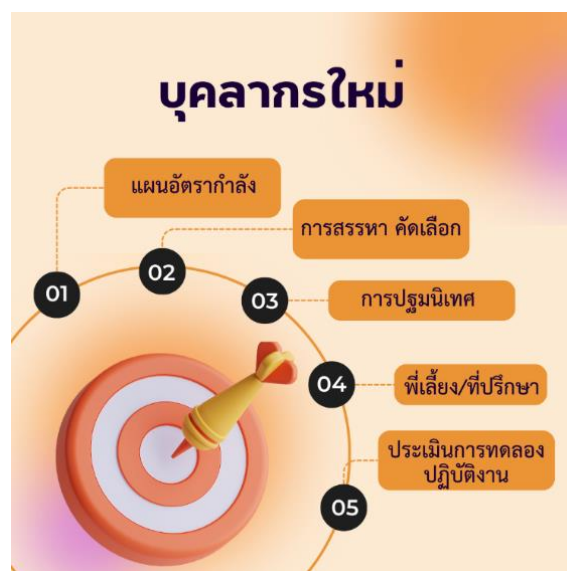 บุคลากรใหม่
แผนอัตรากำลัง
02
การสรรหา คัดเลือก
01
03
การปฐมนิเทศ
04
พี่เลี้ยง/ที่ปรึกษา
ประเมินการทดลอง
ปฏิบัติงาน
05